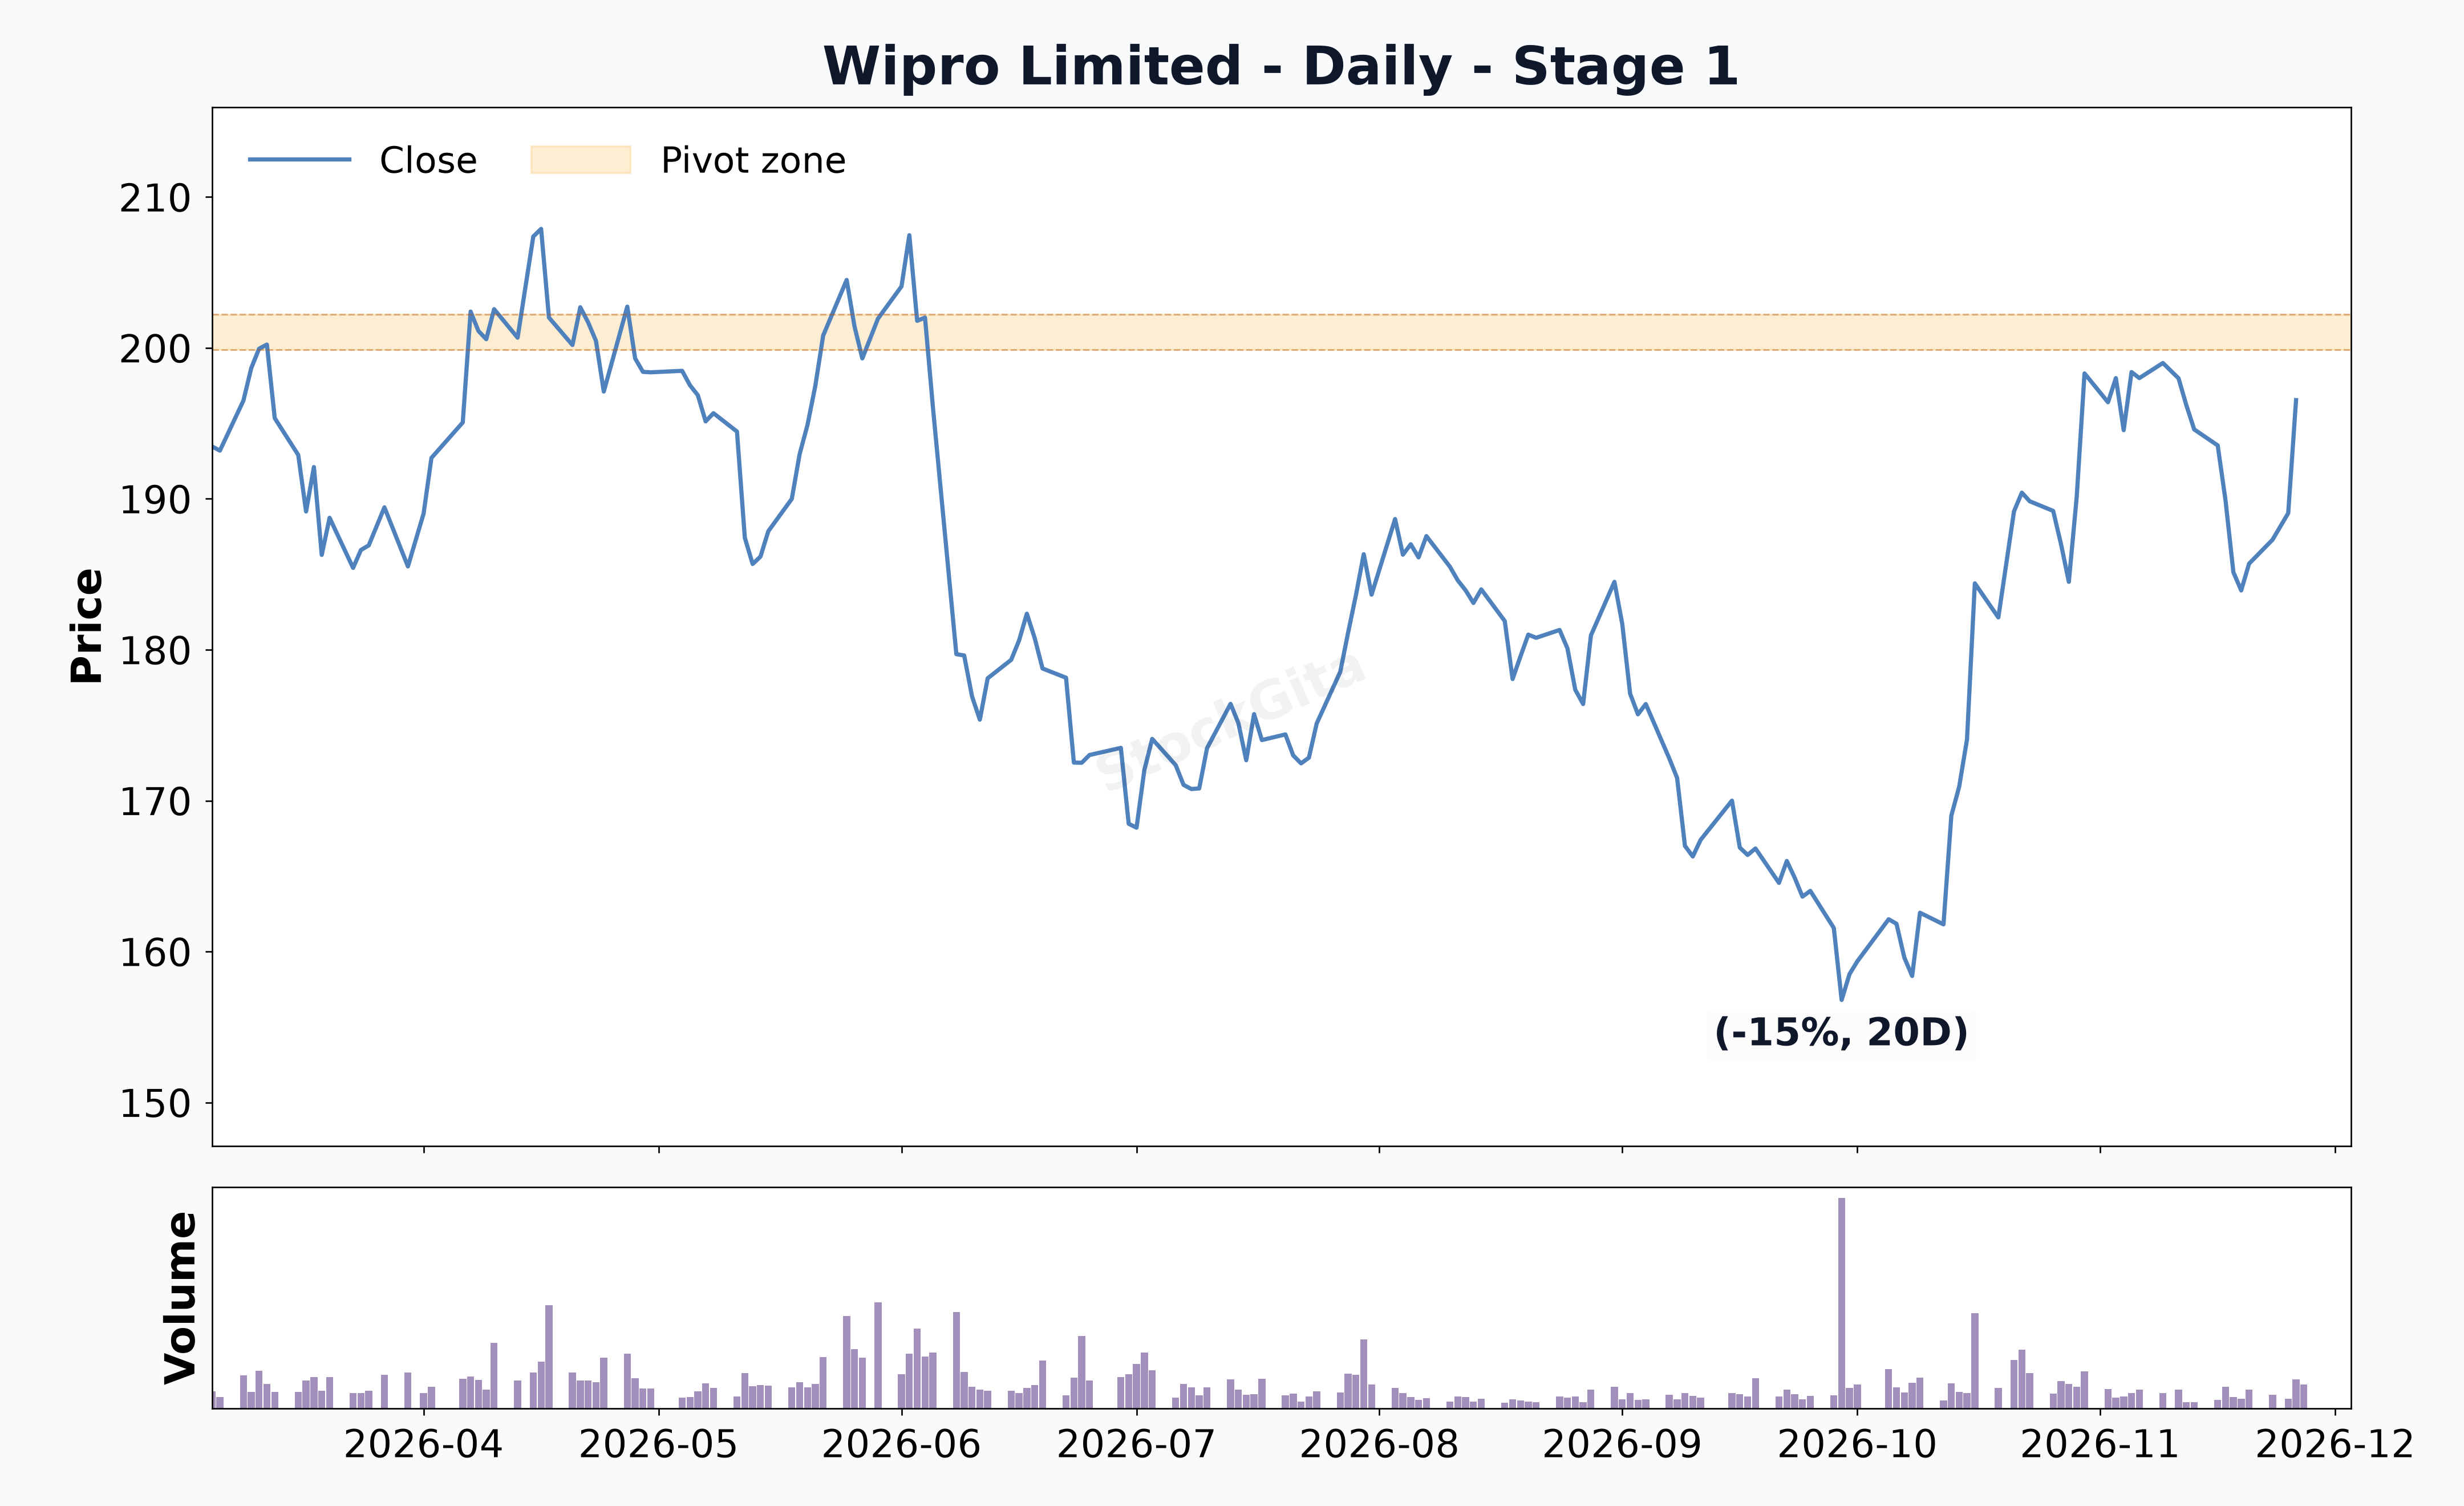 Wipro Limited - Daily - Stage 1
Close
Pivot zone
210
200
190
180
170
160
150
Price
StockGita
(-15%, 20D)
Volume
2026-04
2026-05
2026-06
2026-07
2026-08
2026-09
2026-10
2026-11
2026-12